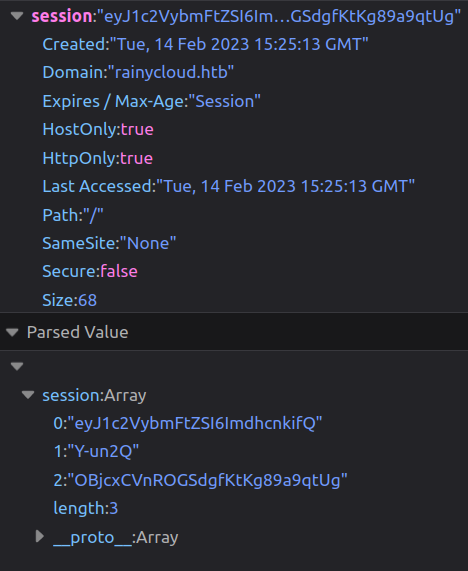 session:"eyJ1c2VybmFtZSI6Im…GSdgfKtKg89a9qtUg"
Created:"Tue, 14 Feb 2023 15:25:13 GMT"
Domain:"rainycloud.htb"
Expires / Max-Age:"Session"
HostOnly:true
HttpOnly:true
Last Accessed:"Tue, 14 Feb 2023 15:25:13 GMT"
Path:"/"
SameSite:"None"
Secure:false
Size:68
Parsed Value
session:Array
0:"eyJ1c2VybmFtZSI6ImdhcnkifQ"
1:"Y-un2Q"
2:"OBjcxCVnROGSdgfKtKg89a9qtUg"
length:3
__proto__:Array